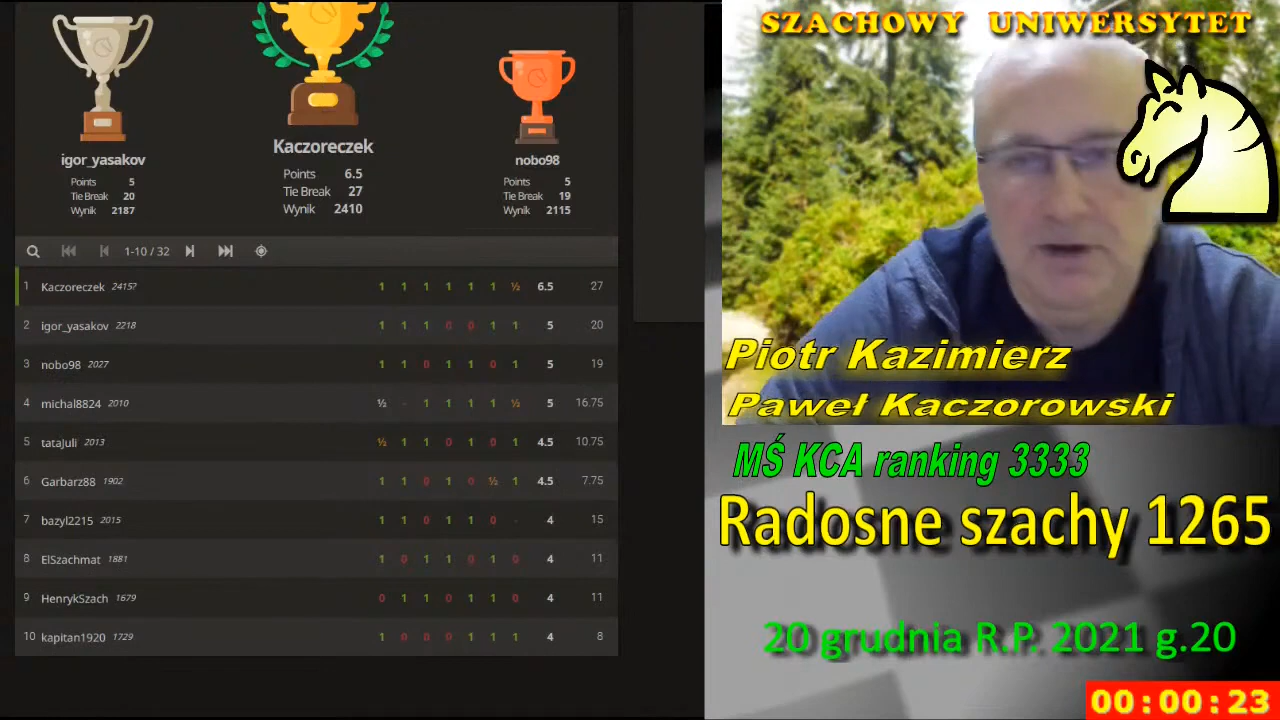 igor_yasakov
Points 5
Tie Break 20
Wynik 2187
Kaczoreczek
Points 6.5
Tie Break 27
Wynik 2410
nobo98
Points 5
Tie Break 19
Wynik 2115
1-10 / 32
1 Kaczoreczek 2415? 1 1 1 1 1 1 ½ 6.5 27
2 igor_yasakov 2218 1 1 1 0 0 1 1 5 20
3 nobo98 2027 1 1 0 1 1 0 1 5 19
4 michal8824 2010 ½ - 1 1 1 1 ½ 5 16.75
5 tataJuli 2013 ½ 1 1 0 1 0 1 4.5 10.75
6 Garbarz88 1902 1 1 0 1 0 ½ 1 4.5 7.75
7 bazyl2215 2015 1 1 0 1 1 0 - 4 15
8 ElSzachmat 1881 1 0 1 1 0 1 0 4 11
9 HenrykSzach 1679 0 1 1 0 1 1 0 4 11
10 kapitan1920 1729 1 0 0 0 1 1 1 4 8
SZACHOWY UNIWERSYTET
Piotr Kazimierz
Paweł Kaczorowski
MŚ KCA ranking 3333
Radosne szachy 1265
20 grudnia R.P. 2021 g.20
00:00:23